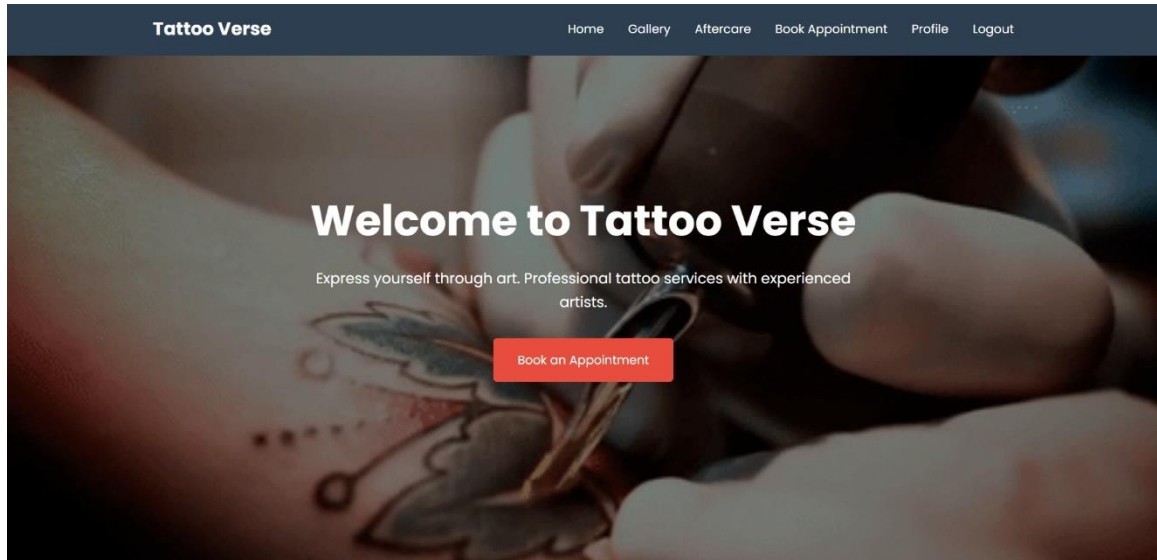 Tattoo Verse
Home Gallery Aftercare Book Appointment Profile Logout
Welcome to Tattoo Verse
Express yourself through art. Professional tattoo services with experienced
artists.
Book an Appointment